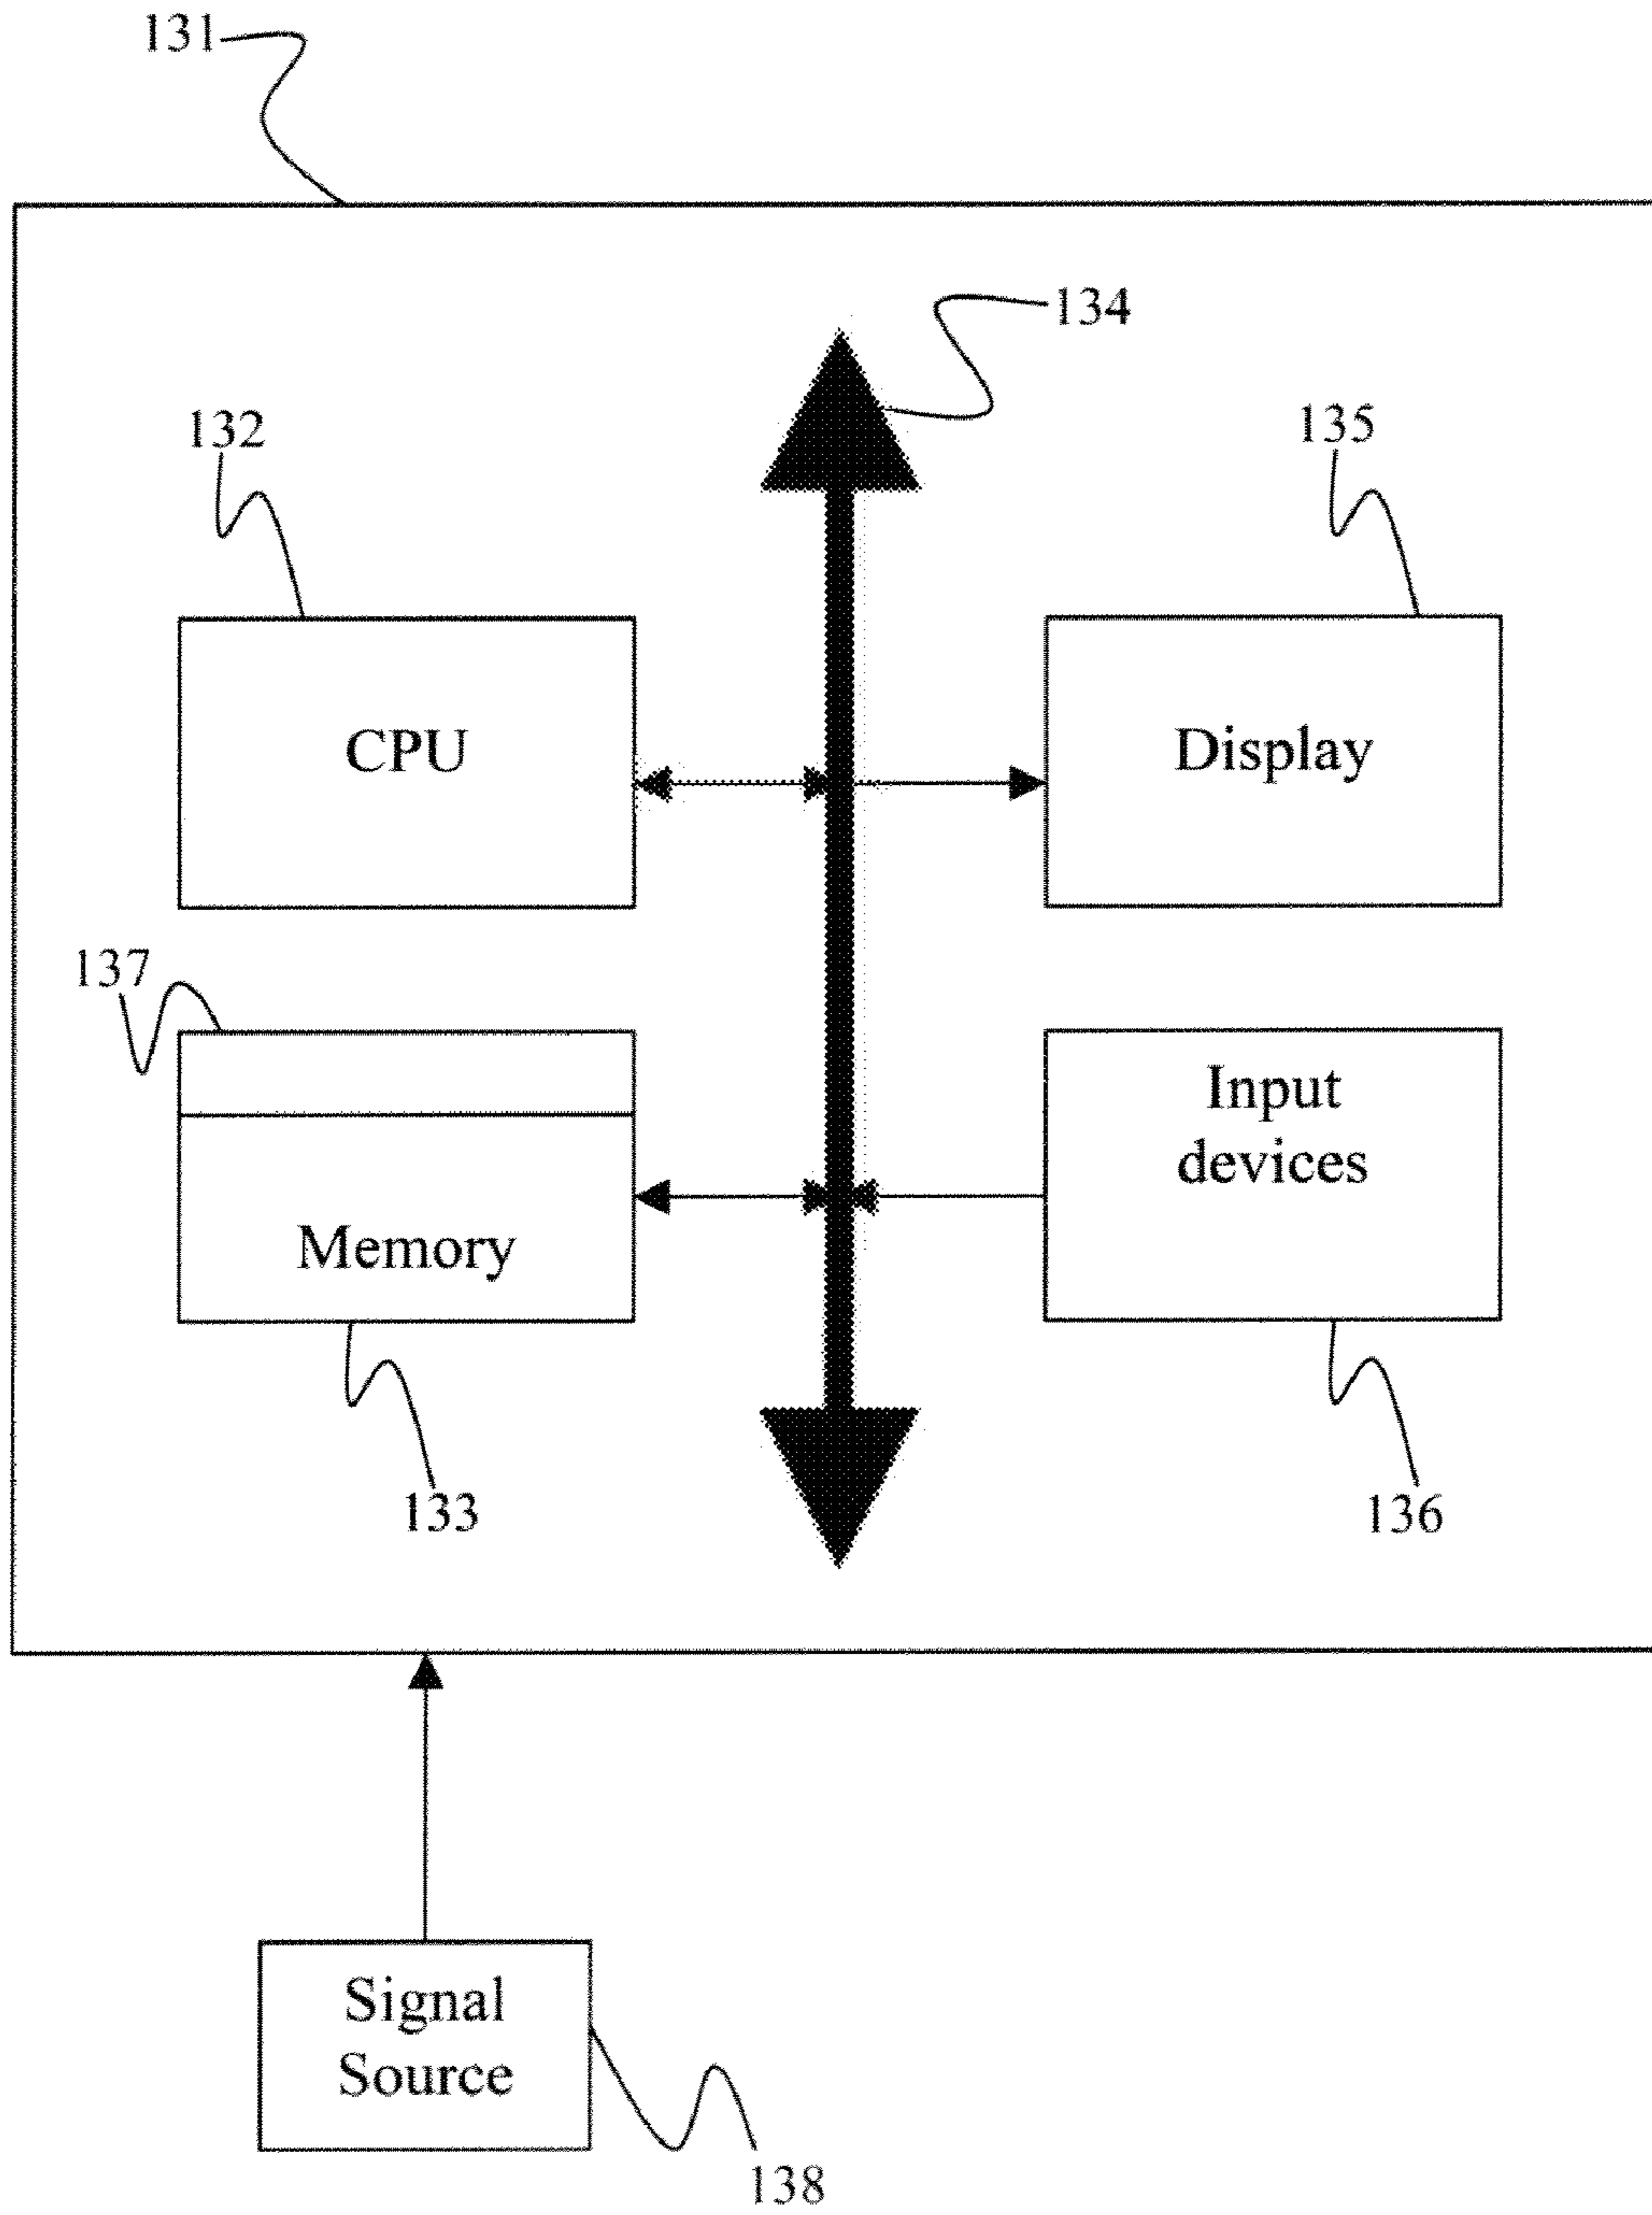 131
134
132
135
CPU
Display
137
Input
devices
Memory
133
136
Signal
Source
138